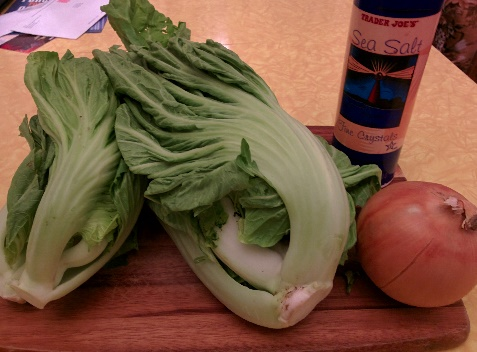 TRADER JOE'S
Sea Salt
Fine Crystals